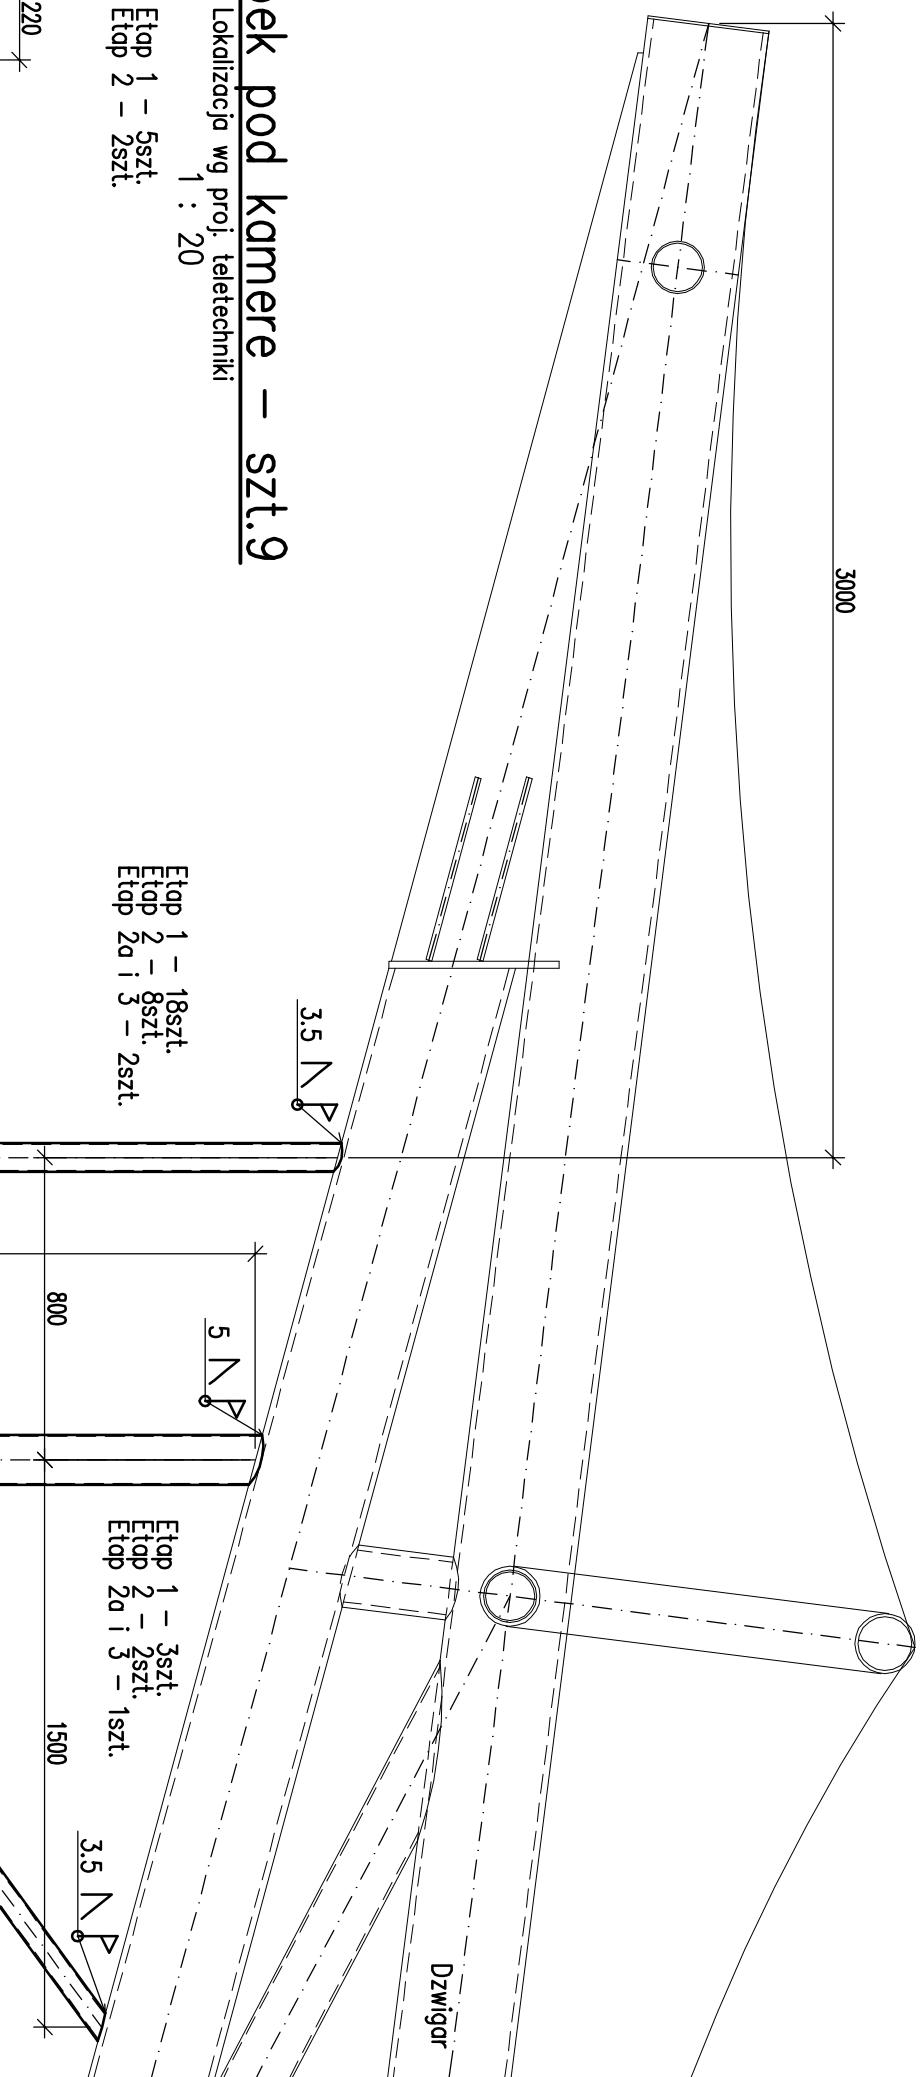 pek pod kamere - szt.9
Lokalizacja wg proj. teletechniki
1 : 20
Etap 1 - 5szt.
Etap 2 - 2szt.
220
3000
Etap 1 - 18szt.
Etap 2 - 8szt.
Etap 2a i 3 - 2szt.
3.5
800
5
Etap 1 - 3szt.
Etap 2 - 2szt.
Etap 2a i 3 - 1szt.
1500
3.5
Dzwigar